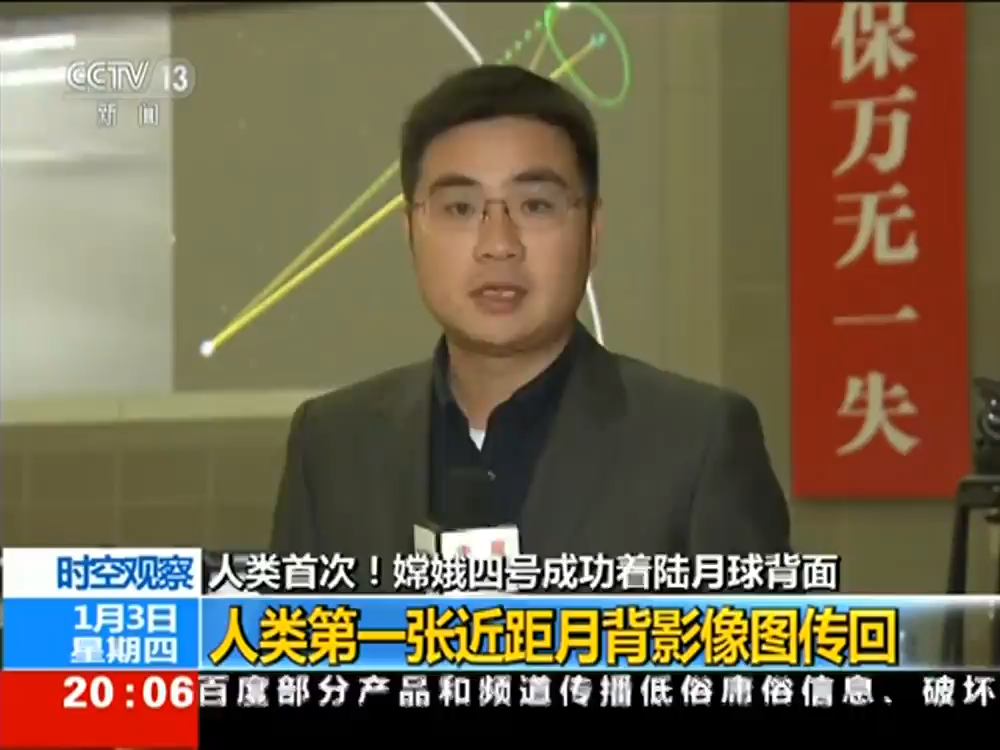 CCTV 13
新闻
保万无一失
时空观察
人类首次！嫦娥四号成功着陆月球背面
1月3日
星期四
人类第一张近距月背影像图传回
20:06
百度部分产品和频道传播低俗庸俗信息、破坏